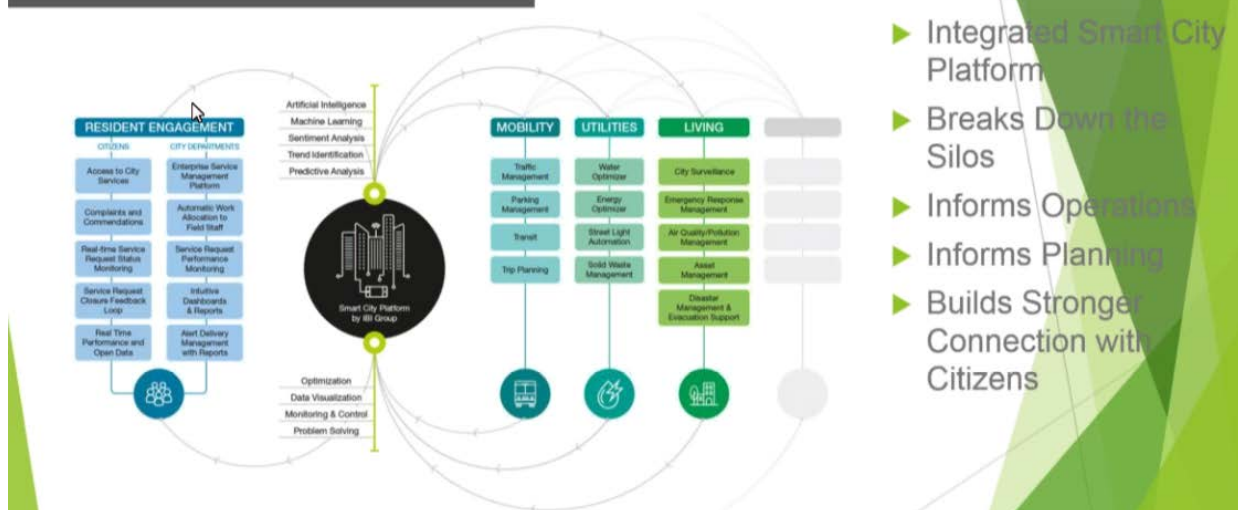 RESIDENT ENGAGEMENT
CITIZENS
Access to City
Services
Complaints and
Commendations
Real-time Service
Request Status
Monitoring
Service Request
Closure Feedback
Loop
Real Time
Performance and
Open Data
CITY DEPARTMENTS
Enterprise Service
Management
Platform
Automatic Work
Allocation to
Field Staff
Service Request
Performance
Monitoring
Intuitive
Dashboards
& Reports
Alert Delivery
Management
with Reports
Artificial Intelligence
Machine Learning
Sentiment Analysis
Trend Identification
Predictive Analysis
Smart City Platform
by IBI Group
Optimization
Data Visualization
Monitoring & Control
Problem Solving
MOBILITY
Traffic
Management
Parking
Management
Transit
Trip Planning
UTILITIES
Water
Optimizer
Energy
Optimizer
Street Light
Automation
Solid Waste
Management
LIVING
City Surveillance
Emergency Response
Management
Air Quality/Pollution
Management
Asset
Management
Disaster
Management &
Evacuation Support
Integrated Smart City
Platform
Breaks Down the
Silos
Informs Operations
Informs Planning
Builds Stronger
Connection with
Citizens